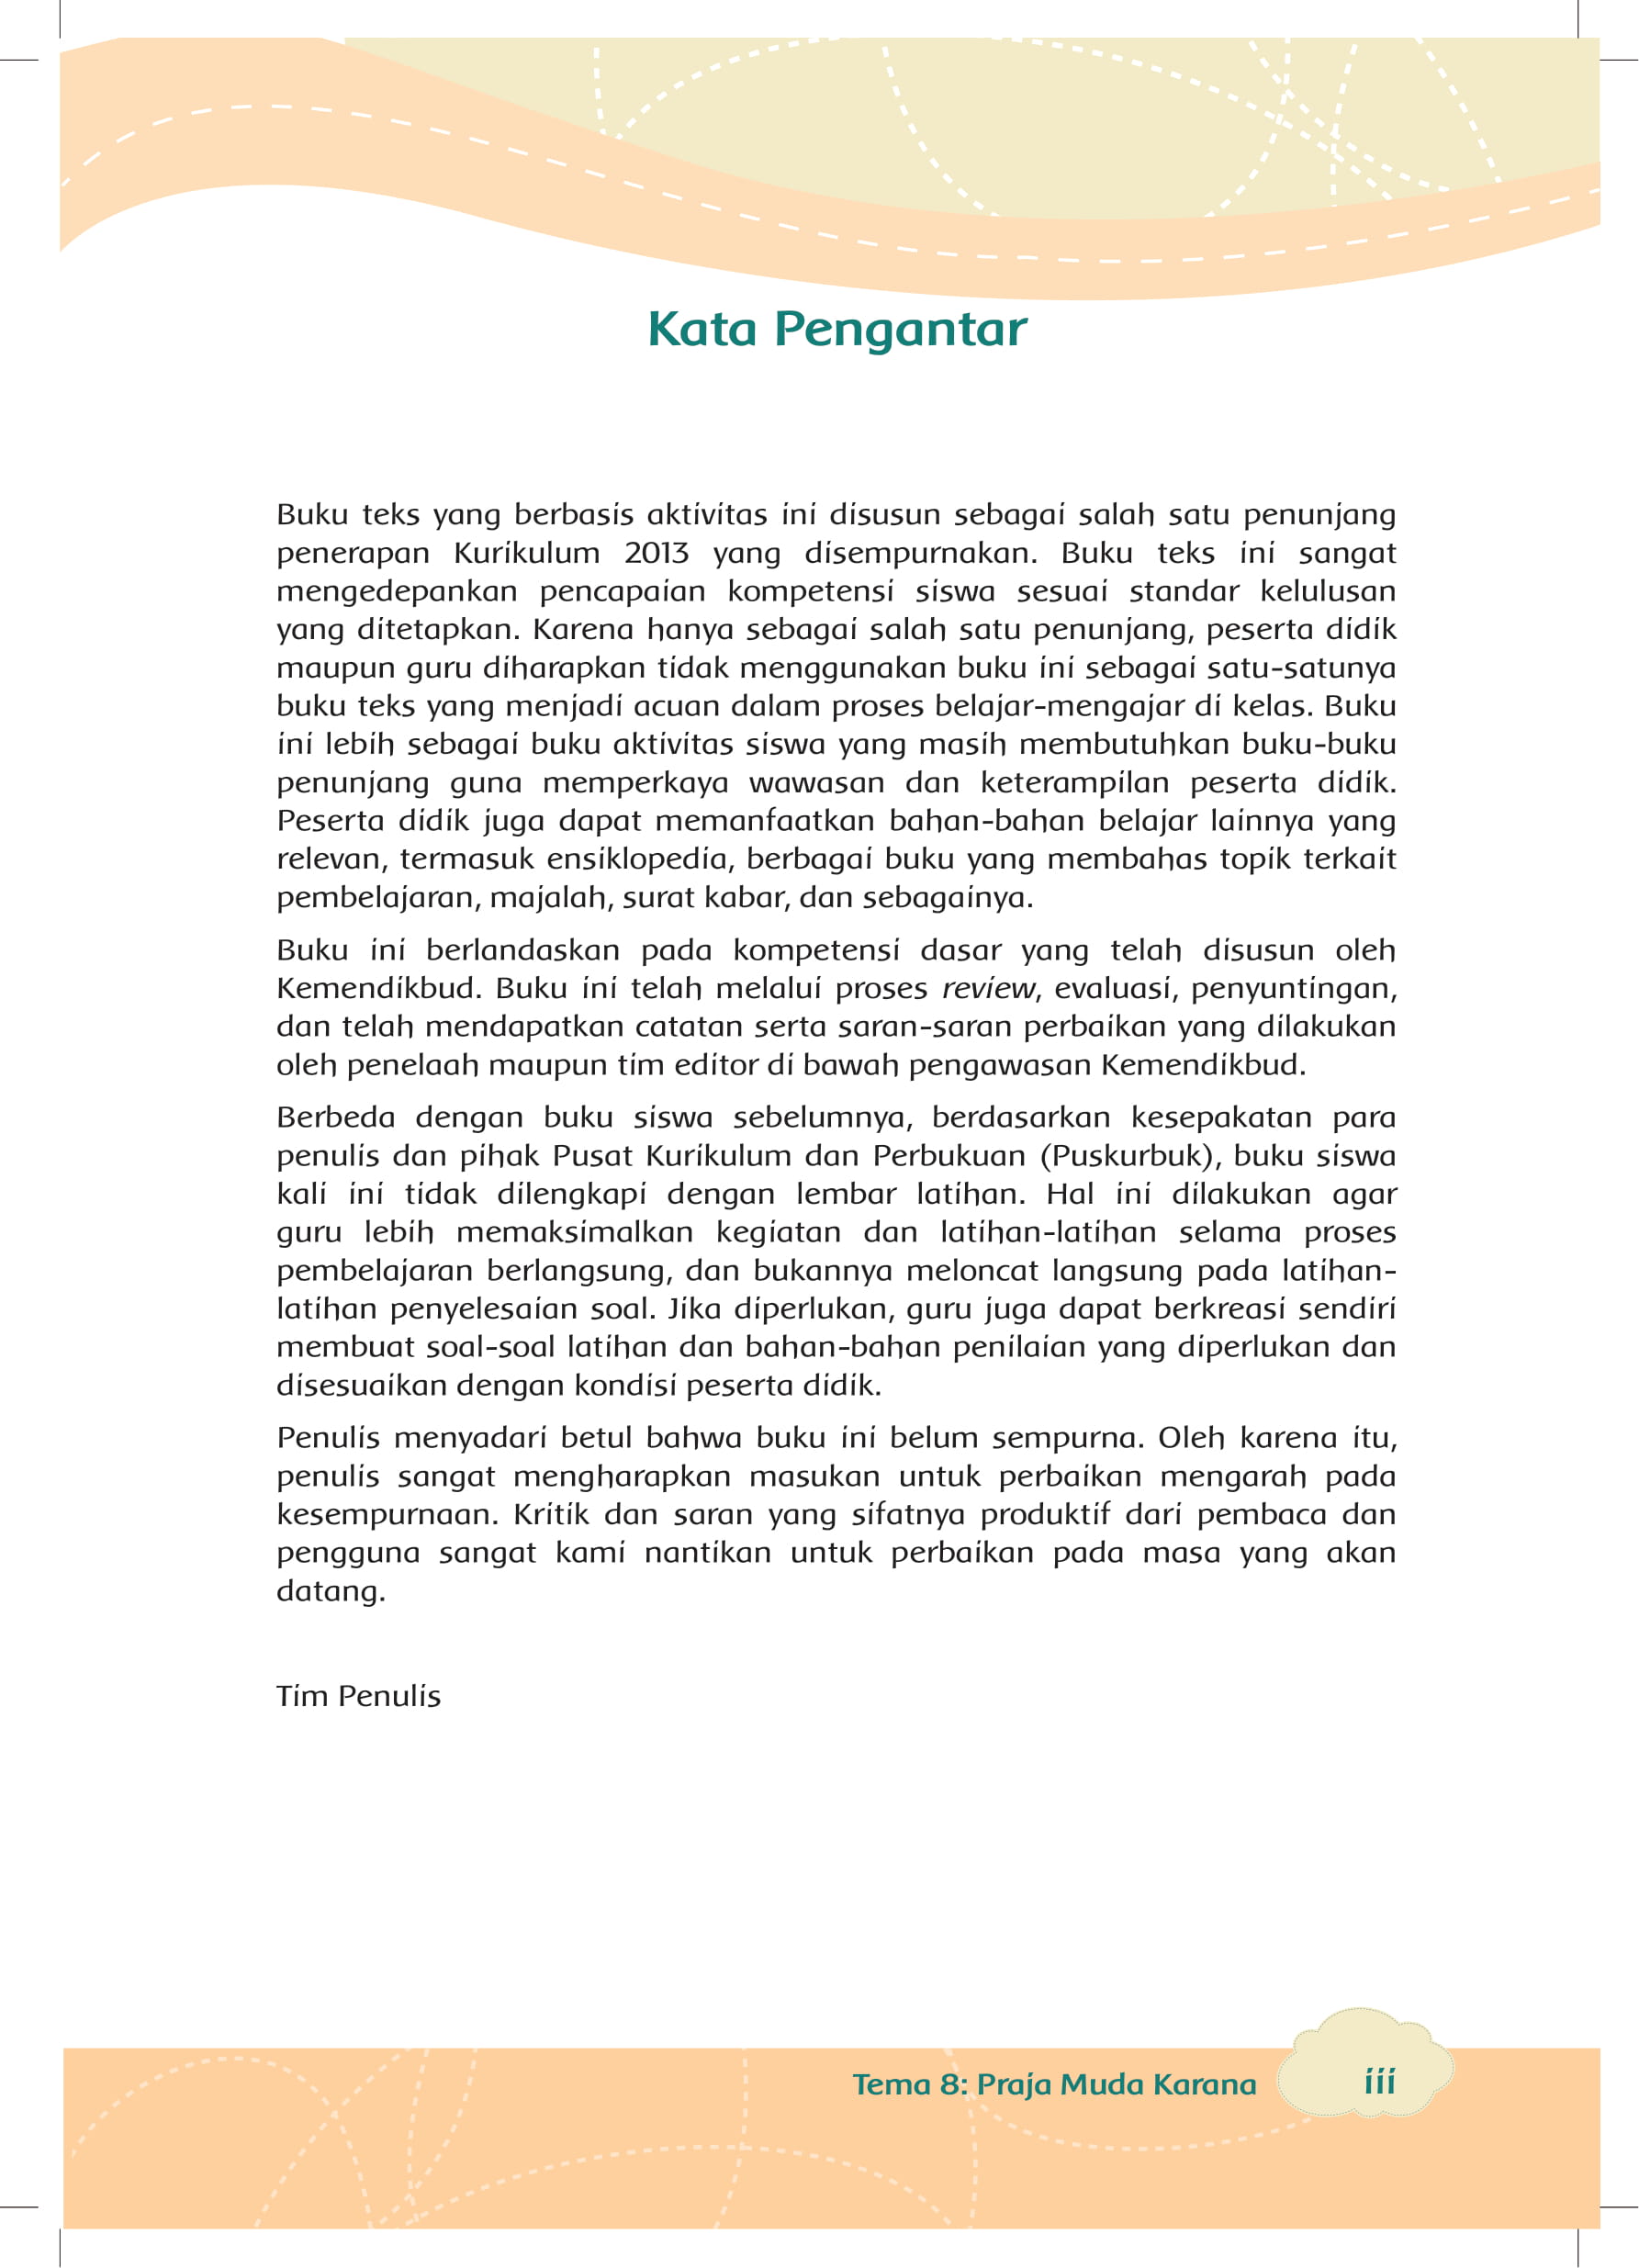 Kata Pengantar
Buku teks yang berbasis aktivitas ini disusun sebagai salah satu penunjang
penerapan Kurikulum 2013 yang disempurnakan. Buku teks ini sangat
mengedepankan pencapaian kompetensi siswa sesuai standar kelulusan
yang ditetapkan. Karena hanya sebagai salah satu penunjang, peserta didik
maupun guru diharapkan tidak menggunakan buku ini sebagai satu-satunya
buku teks yang menjadi acuan dalam proses belajar-mengajar di kelas. Buku
ini lebih sebagai buku aktivitas siswa yang masih membutuhkan buku-buku
penunjang guna memperkaya wawasan dan keterampilan peserta didik.
Peserta didik juga dapat memanfaatkan bahan-bahan belajar lainnya yang
relevan, termasuk ensiklopedia, berbagai buku yang membahas topik terkait
pembelajaran, majalah, surat kabar, dan sebagainya.
Buku ini berlandaskan pada kompetensi dasar yang telah disusun oleh
Kemendikbud. Buku ini telah melalui proses review, evaluasi, penyuntingan,
dan telah mendapatkan catatan serta saran-saran perbaikan yang dilakukan
oleh penelaah maupun tim editor di bawah pengawasan Kemendikbud.
Berbeda dengan buku siswa sebelumnya, berdasarkan kesepakatan para
penulis dan pihak Pusat Kurikulum dan Perbukuan (Puskurbuk), buku siswa
kali ini tidak dilengkapi dengan lembar latihan. Hal ini dilakukan agar
guru lebih memaksimalkan kegiatan dan latihan-latihan selama proses
pembelajaran berlangsung, dan bukannya meloncat langsung pada latihan-
latihan penyelesaian soal. Jika diperlukan, guru juga dapat berkreasi sendiri
membuat soal-soal latihan dan bahan-bahan penilaian yang diperlukan dan
disesuaikan dengan kondisi peserta didik.
Penulis menyadari betul bahwa buku ini belum sempurna. Oleh karena itu,
penulis sangat mengharapkan masukan untuk perbaikan mengarah pada
kesempurnaan. Kritik dan saran yang sifatnya produktif dari pembaca dan
pengguna sangat kami nantikan untuk perbaikan pada masa yang akan
datang.
Tim Penulis
Tema 8: Praja Muda Karana iii